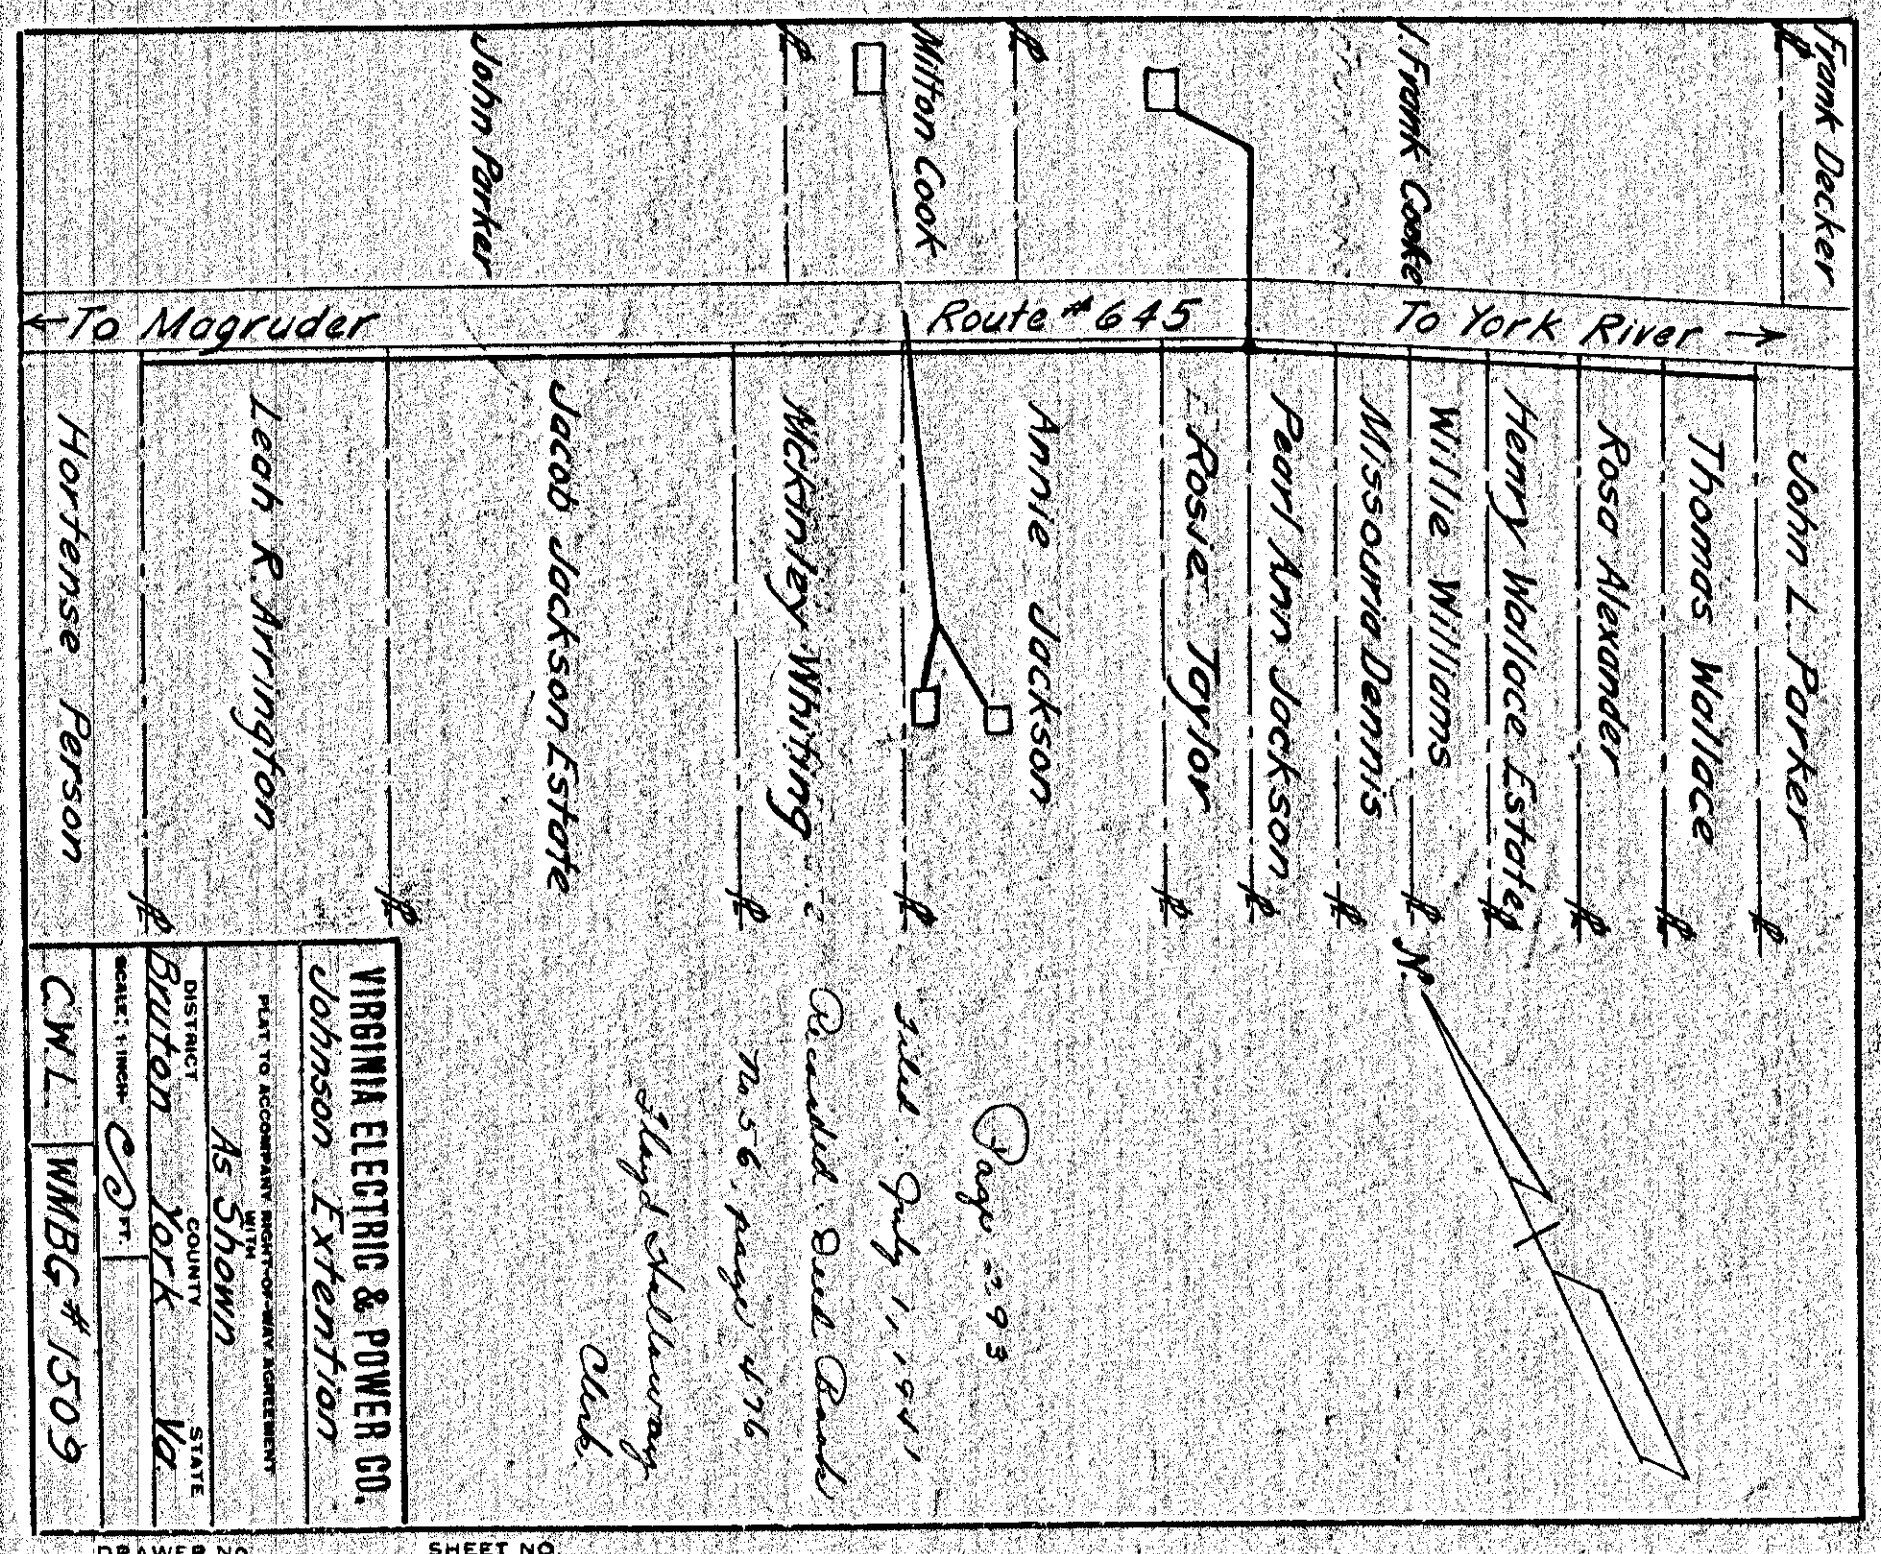 Frank Decker
I. Frank Cooke
Milton Cook
John Parker
← To Magruder
Route #645
To York River →
John L. Parker
Thomas Wallace
Rosa Alexander
Henry Wallace Estate
Willie Williams
Missouria Dennis
Pearl Ann Jackson
Rosie Taylor
Annie Jackson
McKinley Whiting
Jacob Jackson Estate
Leah R. Arrington
Hortense Person
N.
Page 293
Filed: July 11, 1951
Recorded: Deed Book
No 56, page 476
Floyd Holloway
Clerk.
VIRGINIA ELECTRIC & POWER CO.
Johnson Extention
PLAT TO ACCOMPANY RIGHT-OF-WAY AGREEMENT
WITH
As Shown
DISTRICT COUNTY STATE
Bruton York Va.
SCALE: 1 INCH FT.
C.W.L. WMBG #1509
DRAWER NO. SHEET NO.